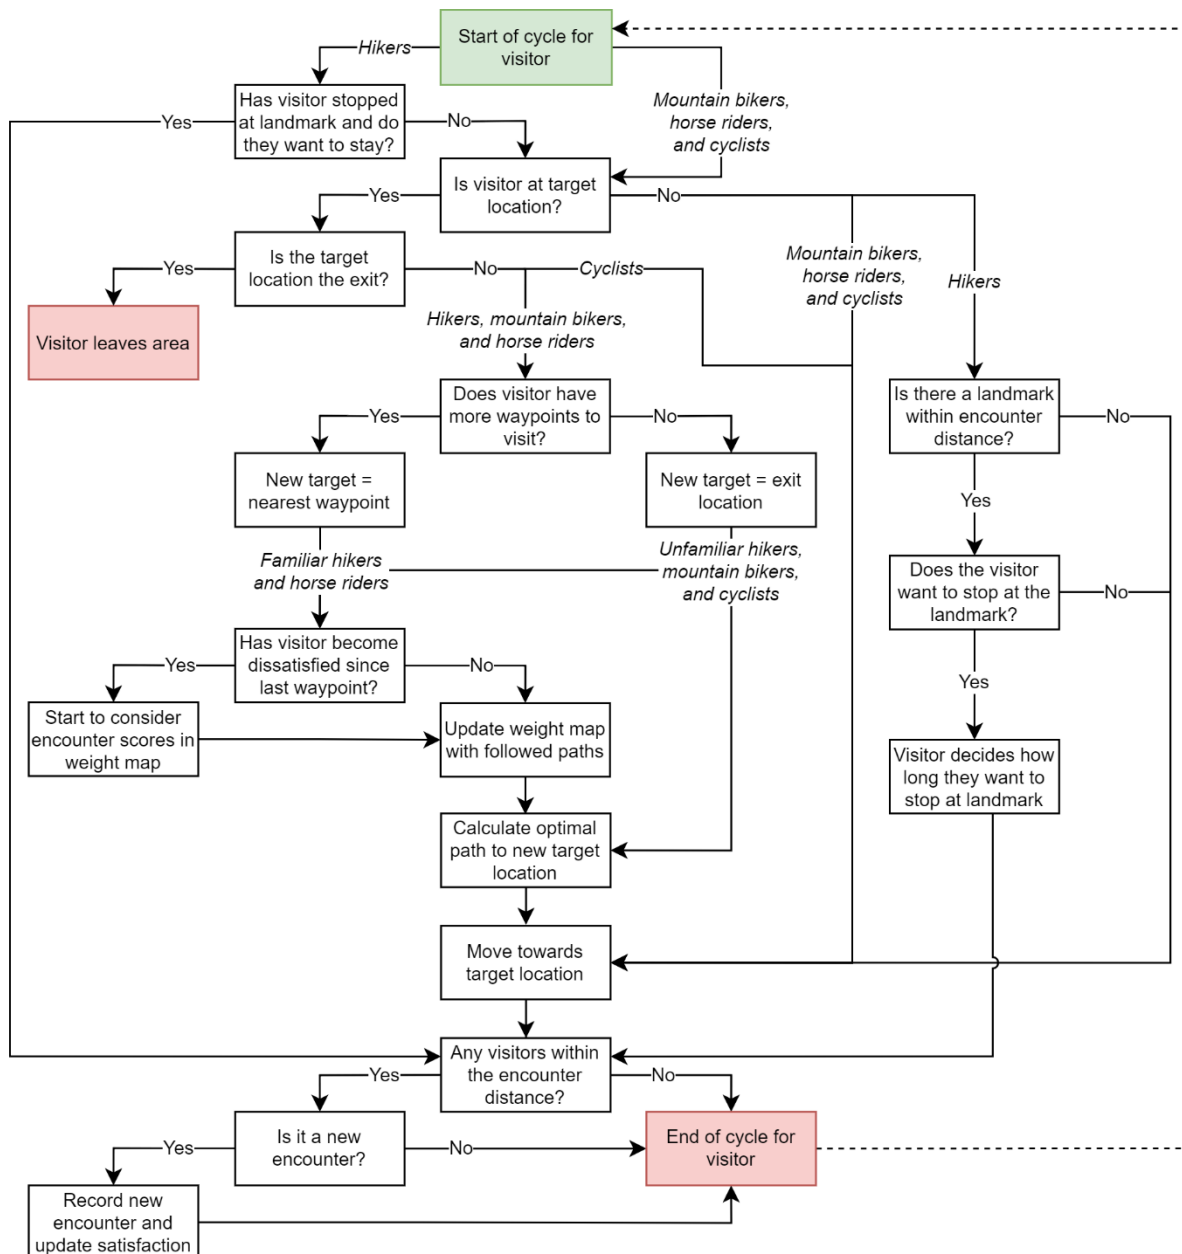 Start of cycle for
visitor
Hikers
Mountain bikers,
horse riders,
and cyclists
Has visitor stopped
at landmark and do
they want to stay?
Yes
No
Is visitor at target
location?
Yes
No
Is the target
location the exit?
Yes
No
Cyclists
Mountain bikers,
horse riders,
and cyclists
Hikers
Visitor leaves area
Hikers, mountain bikers,
and horse riders
Does visitor have
more waypoints to
visit?
Yes
No
Is there a landmark
within encounter
distance?
No
Yes
New target =
nearest waypoint
New target = exit
location
Familiar hikers
and horse riders
Unfamiliar hikers,
mountain bikers,
and cyclists
Does the visitor
want to stop at the
landmark?
No
Yes
Has visitor become
dissatisfied since
last waypoint?
Yes
No
Start to consider
encounter scores in
weight map
Update weight map
with followed paths
Visitor decides how
long they want to
stop at landmark
Calculate optimal
path to new target
location
Move towards
target location
Any visitors within
the encounter
distance?
Yes
No
Is it a new
encounter?
Yes
No
End of cycle for
visitor
Record new
encounter and
update satisfaction